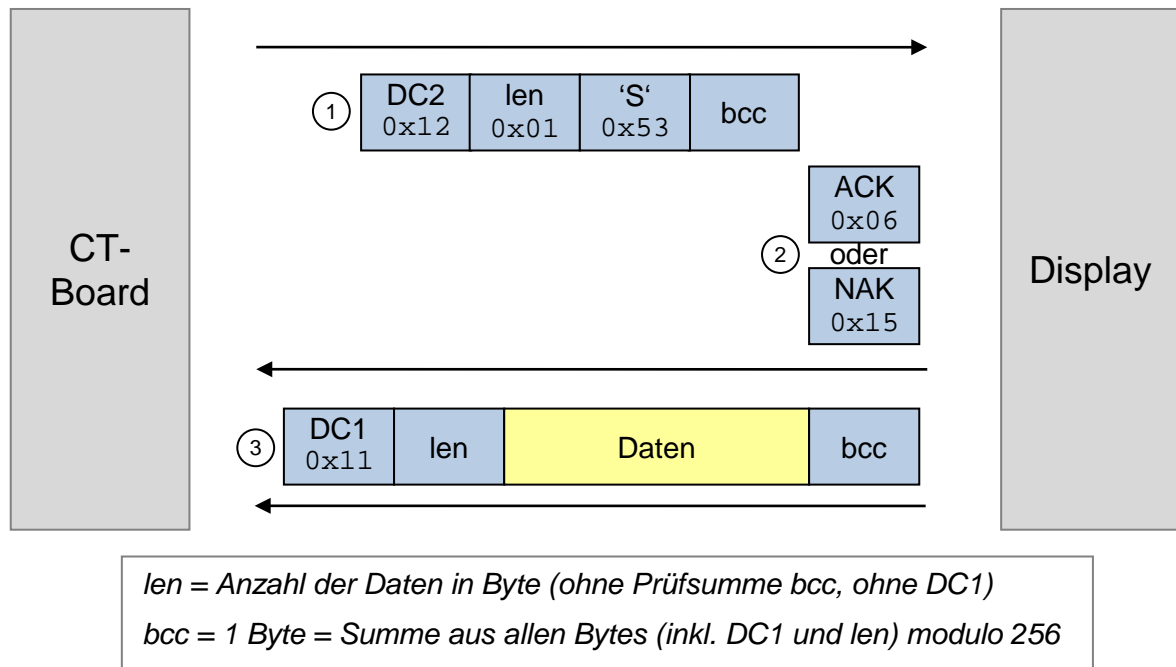 CT-
Board
1
DC2
0x12
len
0x01
‘S‘
0x53
bcc
2
ACK
0x06
oder
NAK
0x15
Display
3
DC1
0x11
len
Daten
bcc
len = Anzahl der Daten in Byte (ohne Prüfsumme bcc, ohne DC1)
bcc = 1 Byte = Summe aus allen Bytes (inkl. DC1 und len) modulo 256